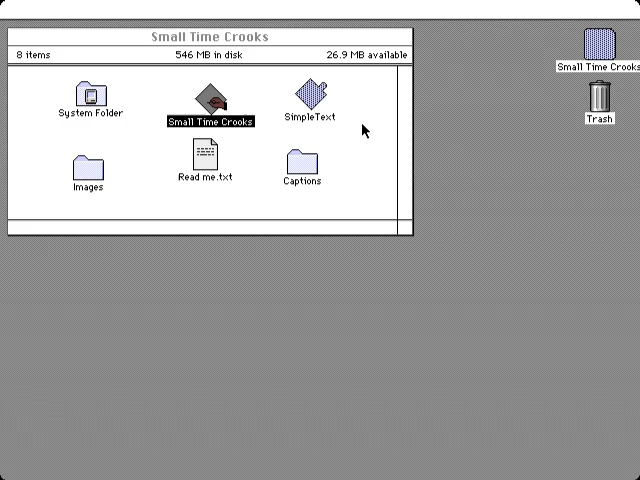 Small Time Crooks
8 items 546 MB in disk 26.9 MB available
System Folder
Small Time Crooks
SimpleText
Images
Read me.txt
Captions
Small Time Crooks
Trash